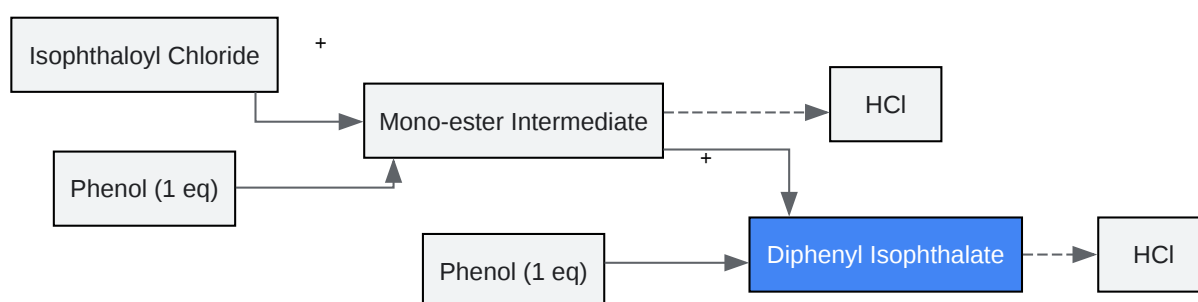 Isophthaloyl Chloride
+
Mono-ester Intermediate
HCl
Phenol (1 eq)
+
Phenol (1 eq)
Diphenyl Isophthalate
HCl